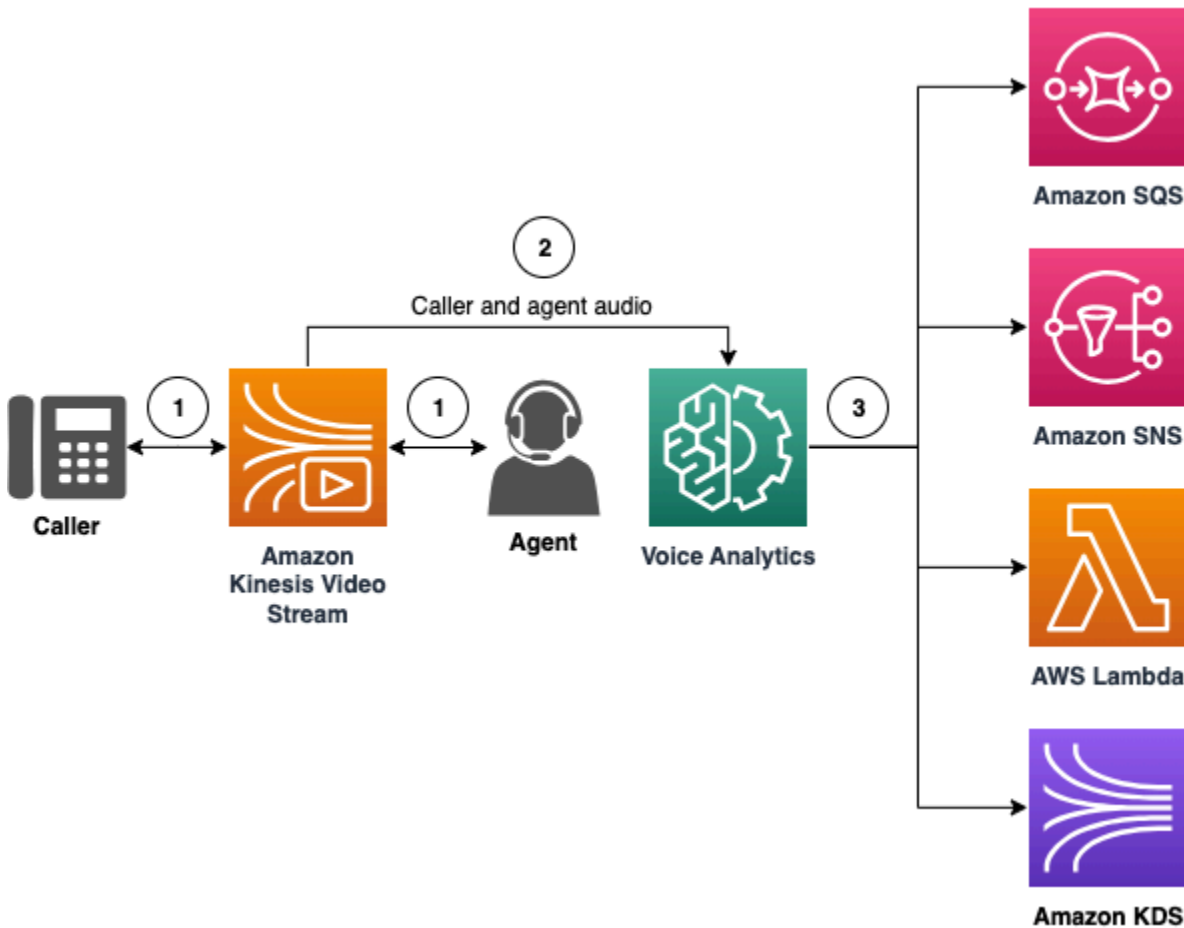 Amazon SQS
2
Caller and agent audio
Amazon SNS
1
1
3
Caller
Amazon
Kinesis Video
Stream
Agent
Voice Analytics
AWS Lambda
Amazon KDS